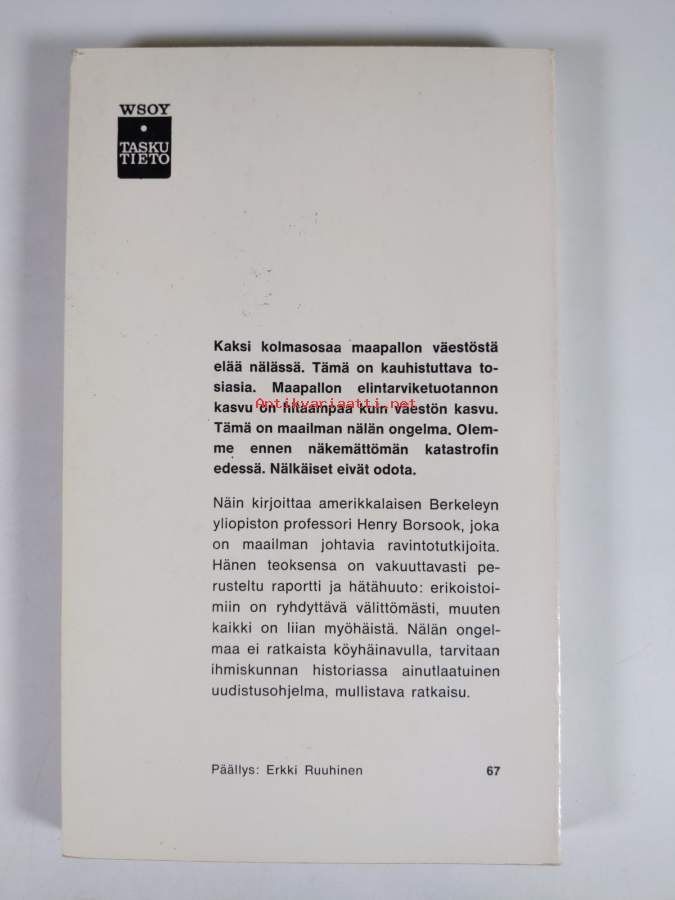 WSOY
TASKU
TIETO
Kaksi kolmasosaa maapallon väestöstä
elää nälässä. Tämä on kauhistuttava to-
siasia. Maapallon elintarviketuotannon
kasvu on hitaampaa kuin väestön kasvu.
Antikvariaatti.net
Tämä on maailman nälän ongelma. Olem-
me ennen näkemättömän katastrofin
edessä. Nälkäiset eivät odota.
Näin kirjoittaa amerikkalaisen Berkeleyn
yliopiston professori Henry Borsook, joka
on maailman johtavia ravintotutkijoita.
Hänen teoksensa on vakuuttavasti pe-
rusteltu raportti ja hätähuuto: erikoistoi-
miin on ryhdyttävä välittömästi, muuten
kaikki on liian myöhäistä. Nälän ongel-
maa ei ratkaista köyhäinavulla, tarvitaan
ihmiskunnan historiassa ainutlaatuinen
uudistusohjelma, mullistava ratkaisu.
Päällys: Erkki Ruuhinen 67